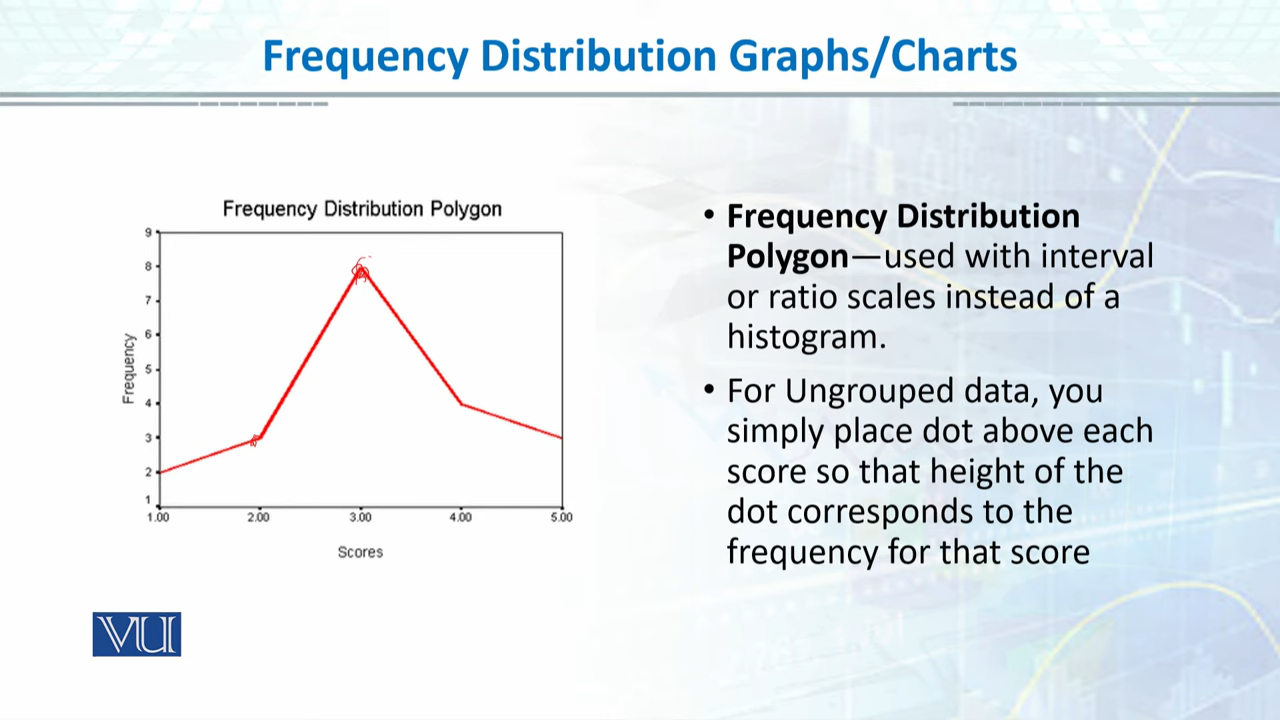 Frequency Distribution Graphs/Charts
Frequency Distribution Polygon
9
8
7
6
5
4
3
2
1
Frequency
1.00 2.00 3.00 4.00 5.00
Scores
• Frequency Distribution
Polygon—used with interval
or ratio scales instead of a
histogram.
• For Ungrouped data, you
simply place dot above each
score so that height of the
dot corresponds to the
frequency for that score
VU